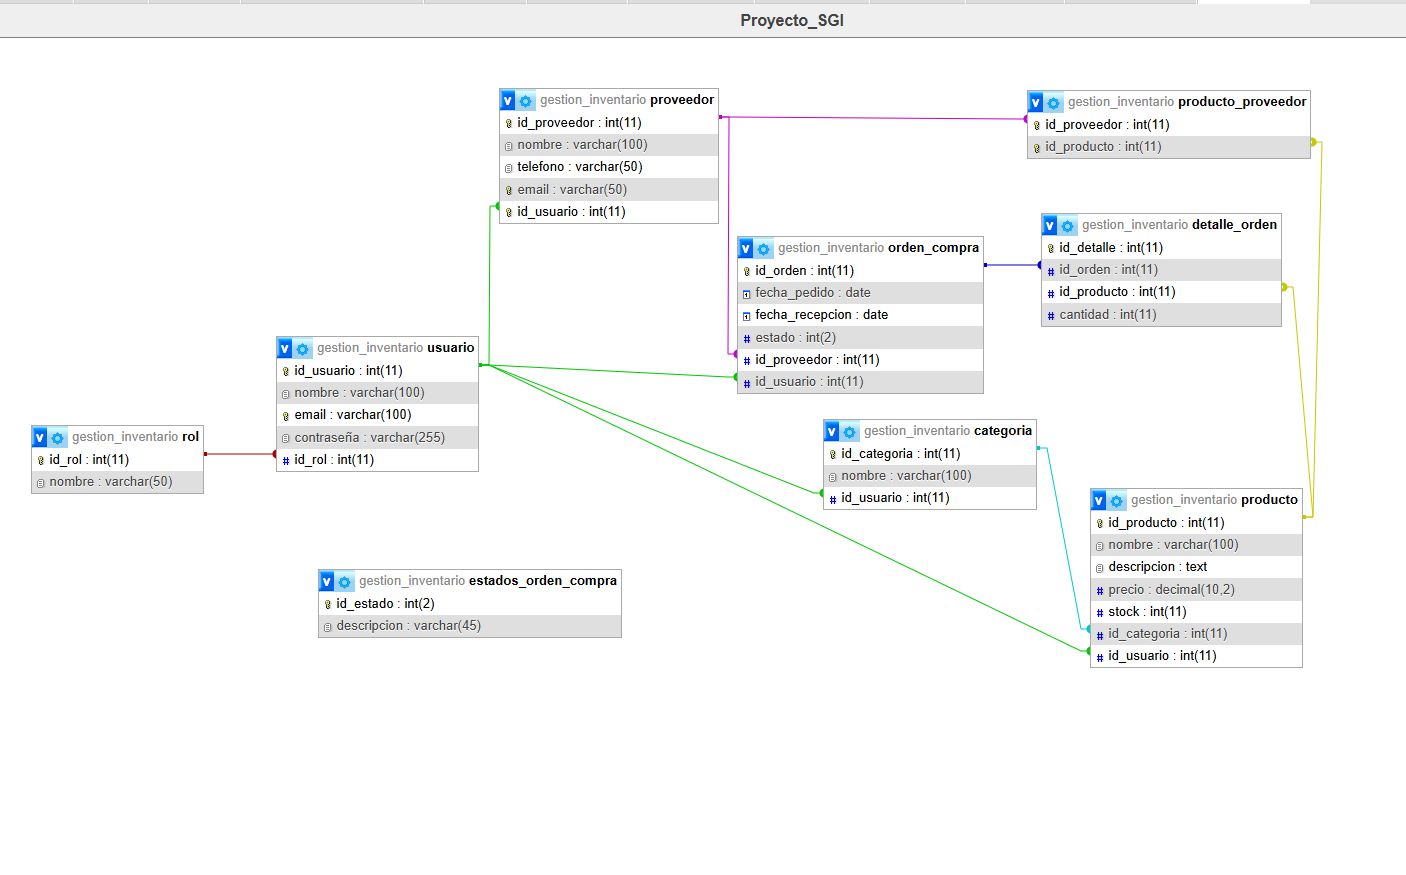 Proyecto_SGI
gestion_inventario proveedor
id_proveedor : int(11)
nombre : varchar(100)
telefono : varchar(50)
email : varchar(50)
id_usuario : int(11)
gestion_inventario producto_proveedor
id_proveedor : int(11)
id_producto : int(11)
gestion_inventario detalle_orden
id_detalle : int(11)
id_orden : int(11)
id_producto : int(11)
cantidad : int(11)
gestion_inventario orden_compra
id_orden : int(11)
fecha_pedido : date
fecha_recepcion : date
estado : int(2)
id_proveedor : int(11)
id_usuario : int(11)
gestion_inventario usuario
id_usuario : int(11)
nombre : varchar(100)
email : varchar(100)
contraseña : varchar(255)
id_rol : int(11)
gestion_inventario rol
id_rol : int(11)
nombre : varchar(50)
gestion_inventario categoria
id_categoria : int(11)
nombre : varchar(100)
id_usuario : int(11)
gestion_inventario producto
id_producto : int(11)
nombre : varchar(100)
descripcion : text
precio : decimal(10,2)
stock : int(11)
id_categoria : int(11)
id_usuario : int(11)
gestion_inventario estados_orden_compra
id_estado : int(2)
descripcion : varchar(45)